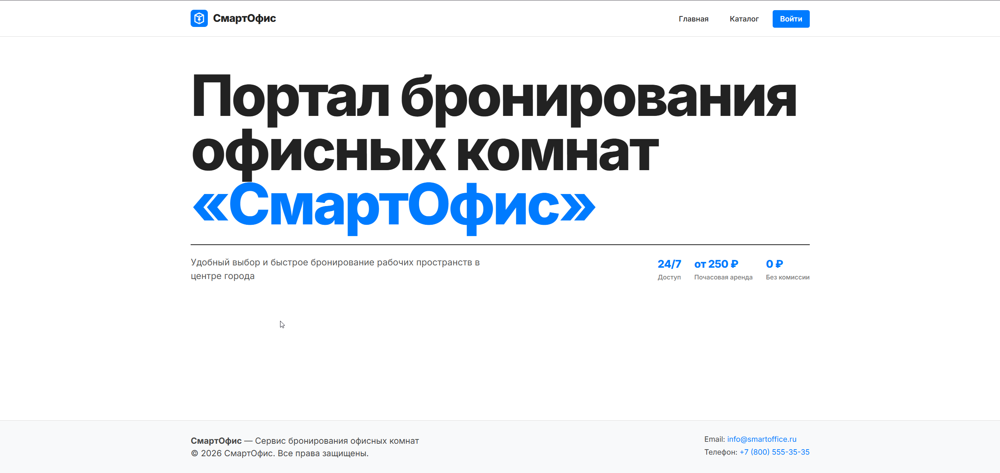 СмартОфис
Главная
Каталог
Войти
Портал бронирования
офисных комнат
«СмартОфис»
Удобный выбор и быстрое бронирование рабочих пространств в
центре города
24/7
Доступ
от 250 ₽
Почасовая аренда
0 ₽
Без комиссии
СмартОфис — Сервис бронирования офисных комнат
© 2026 СмартОфис. Все права защищены.
Email: info@smartoffice.ru
Телефон: +7 (800) 555-35-35